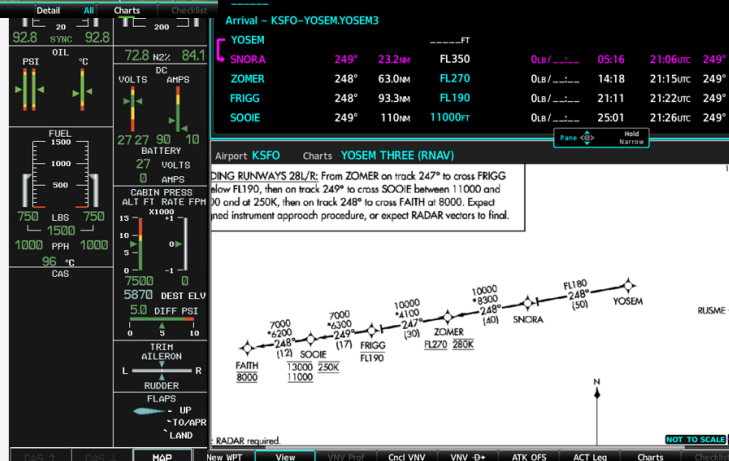 Detail All Charts Checklist
20 200
92.8 SYNC 92.8
OIL
PSI °C
72.8 N2% 84.1
DC
VOLTS AMPS
27 27 90 10
BATTERY
27 VOLTS
0 AMPS
FUEL
1500
1000
500
750 LBS 750
1500
1000 PPH 1000
96 °C
CAS
CABIN PRESS
ALT FT RATE FPM
X1000
15 +1
10
5 0
0 -1
7500 0
5870 DEST ELV
5.0 DIFF PSI
0 5 10
TRIM
AILERON
L R
RUDDER
FLAPS
UP
TO/APR
LAND
CAS ↑ CAS ↓ MAP
Arrival – KSFO–YOSEM.YOSEM3
YOSEM _____FT
SNORA 249° 23.2NM FL350 0LB/__:__ 05:16 21:06UTC 249°
ZOMER 248° 63.0NM FL270 0LB/__:__ 14:18 21:15UTC 249°
FRIGG 248° 93.3NM FL190 0LB/__:__ 21:11 21:22UTC 249°
SOOIE 249° 110NM 11000FT 0LB/__:__ 25:01 21:26UTC 249°
Pane Hold
Narrow
Airport KSFO Charts YOSEM THREE (RNAV)
DING RUNWAYS 28L/R: From ZOMER on track 247° to cross FRIGG
elow FL190, then on track 249° to cross SOOIE between 11000 and
00 and at 250K, then on track 248° to cross FAITH at 8000. Expect
ned instrument approach procedure, or expect RADAR vectors to final.
FL180
248°
(50)
YOSEM
10000
*8300
248°
(40)
SNORA
10000
*4100
247°
(30)
ZOMER
FL270 280K
7000
*6300
249°
(17)
FRIGG
FL190
7000
*6200
248°
(12)
SOOIE
13000 250K
11000
FAITH
8000
RUSME
N
RADAR required.
NOT TO SCALE
New WPT View VNV Prof Cncl VNV VNV -D→ ATK OFS ACT Leg Charts Checklist